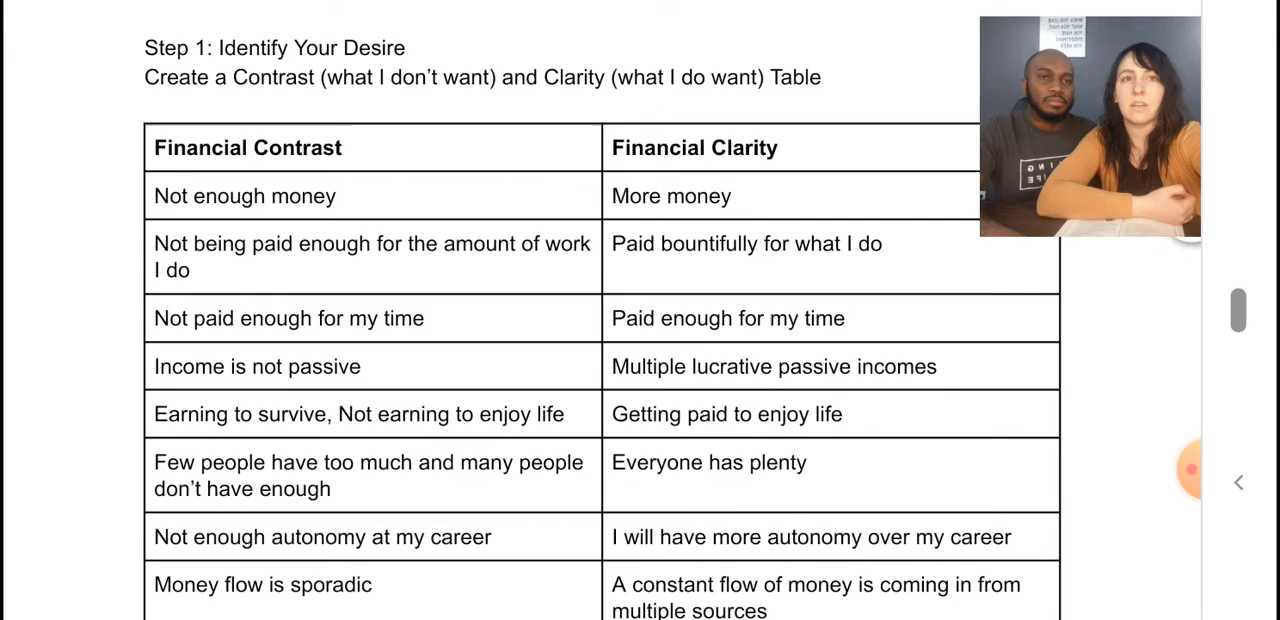 Step 1: Identify Your Desire
Create a Contrast (what I don't want) and Clarity (what I do want) Table
Financial Contrast
Financial Clarity
Not enough money
More money
Not being paid enough for the amount of work
I do
Paid bountifully for what I do
Not paid enough for my time
Paid enough for my time
Income is not passive
Multiple lucrative passive incomes
Earning to survive, Not earning to enjoy life
Getting paid to enjoy life
Few people have too much and many people
don't have enough
Everyone has plenty
Not enough autonomy at my career
I will have more autonomy over my career
Money flow is sporadic
A constant flow of money is coming in from
multiple sources